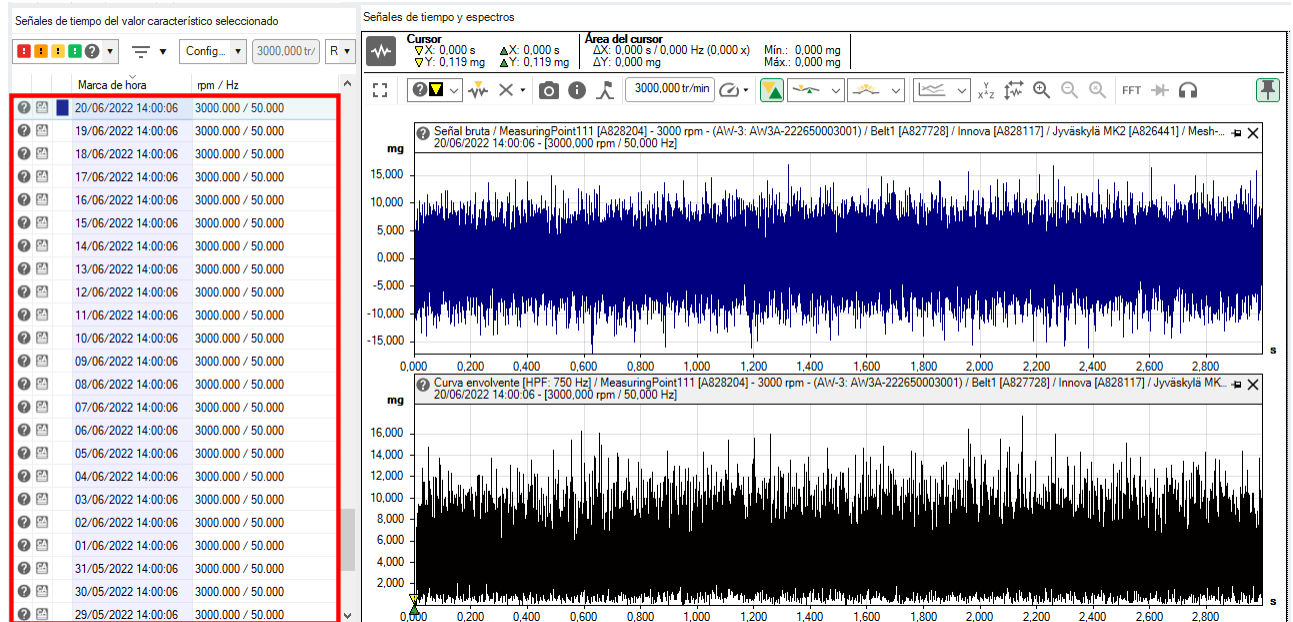 Señales de tiempo del valor característico seleccionado
Config...
3000,000 tr/
R
Marca de hora
rpm / Hz
20/06/2022 14:00:06 3000.000 / 50.000
19/06/2022 14:00:06 3000.000 / 50.000
18/06/2022 14:00:06 3000.000 / 50.000
17/06/2022 14:00:06 3000.000 / 50.000
16/06/2022 14:00:06 3000.000 / 50.000
15/06/2022 14:00:06 3000.000 / 50.000
14/06/2022 14:00:06 3000.000 / 50.000
13/06/2022 14:00:06 3000.000 / 50.000
12/06/2022 14:00:06 3000.000 / 50.000
11/06/2022 14:00:06 3000.000 / 50.000
10/06/2022 14:00:06 3000.000 / 50.000
09/06/2022 14:00:06 3000.000 / 50.000
08/06/2022 14:00:06 3000.000 / 50.000
07/06/2022 14:00:06 3000.000 / 50.000
06/06/2022 14:00:06 3000.000 / 50.000
05/06/2022 14:00:06 3000.000 / 50.000
04/06/2022 14:00:06 3000.000 / 50.000
03/06/2022 14:00:06 3000.000 / 50.000
02/06/2022 14:00:06 3000.000 / 50.000
01/06/2022 14:00:06 3000.000 / 50.000
31/05/2022 14:00:06 3000.000 / 50.000
30/05/2022 14:00:06 3000.000 / 50.000
29/05/2022 14:00:06 3000.000 / 50.000
Señales de tiempo y espectros
Cursor
X: 0,000 s X: 0,000 s
Y: 0,119 mg Y: 0,119 mg
Área del cursor
ΔX: 0,000 s / 0,000 Hz (0,000 x) Mín.: 0,000 mg
ΔY: 0,000 mg Máx.: 0,000 mg
3000,000 tr/min
FFT
Señal bruta / MeasuringPoint111 [A828204] - 3000 rpm - (AW-3: AW3A-222650003001) / Belt1 [A827728] / Innova [A828117] / Jyväskylä MK2 [A826441] / Mesh-...
20/06/2022 14:00:06 - [3000,000 rpm / 50,000 Hz]
mg
15,000
10,000
5,000
0,000
-5,000
-10,000
-15,000
0,000 0,200 0,400 0,600 0,800 1,000 1,200 1,400 1,600 1,800 2,000 2,200 2,400 2,600 2,800
s
Curva envolvente [HPF: 750 Hz] / MeasuringPoint111 [A828204] - 3000 rpm - (AW-3: AW3A-222650003001) / Belt1 [A827728] / Innova [A828117] / Jyväskylä MK...
20/06/2022 14:00:06 - [3000,000 rpm / 50,000 Hz]
mg
16,000
14,000
12,000
10,000
8,000
6,000
4,000
2,000
0,000 0,200 0,400 0,600 0,800 1,000 1,200 1,400 1,600 1,800 2,000 2,200 2,400 2,600 2,800
s